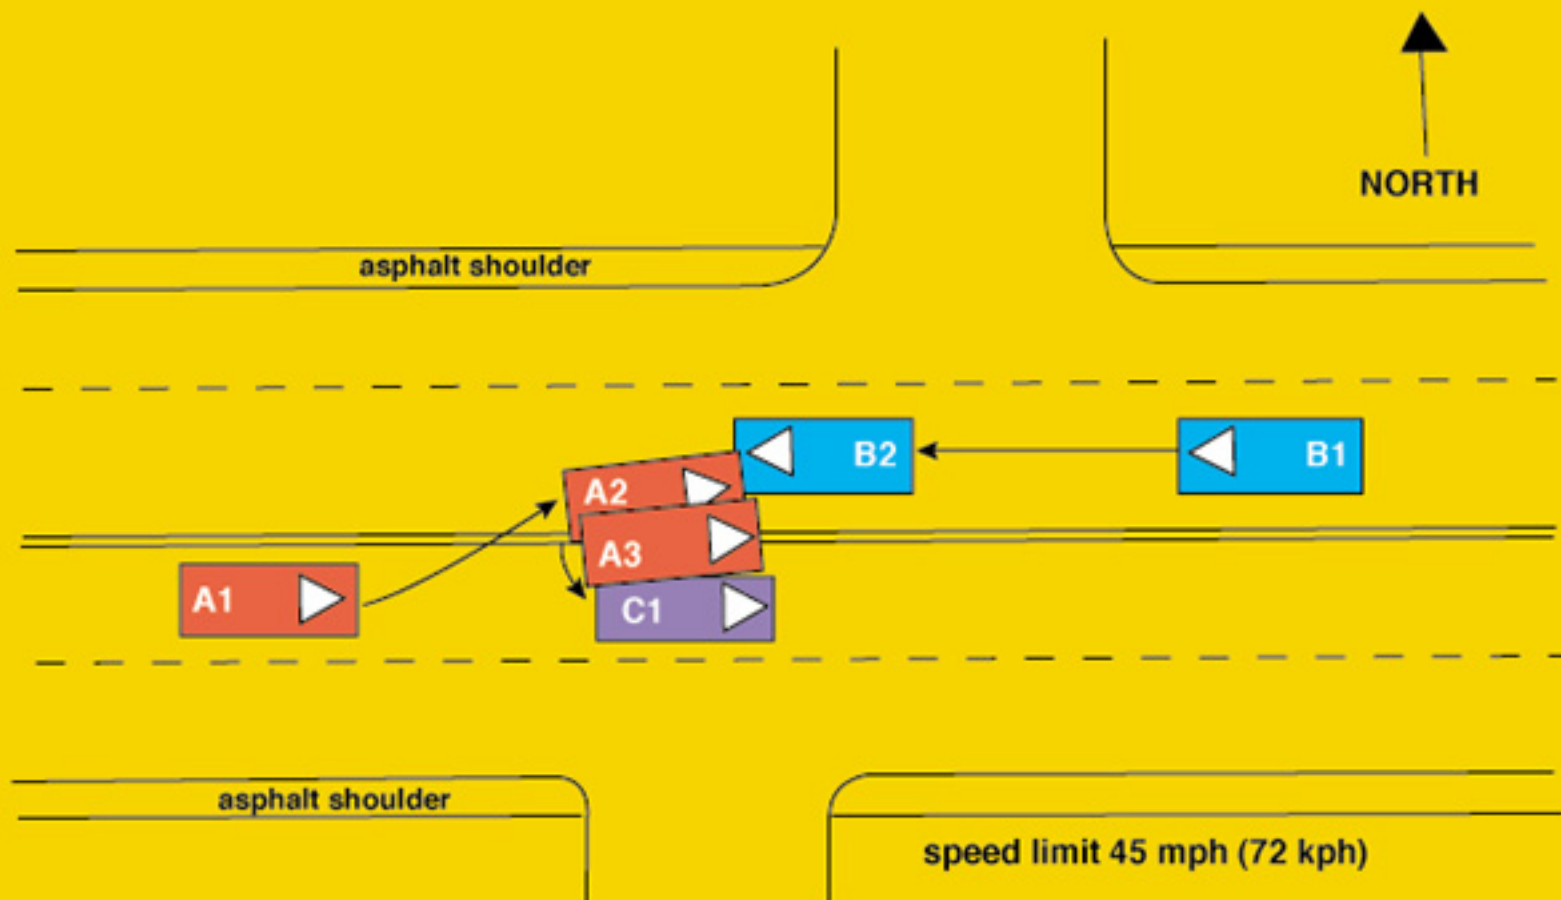 NORTH
asphalt shoulder
B2
B1
A2
A3
A1
C1
asphalt shoulder
speed limit 45 mph (72 kph)